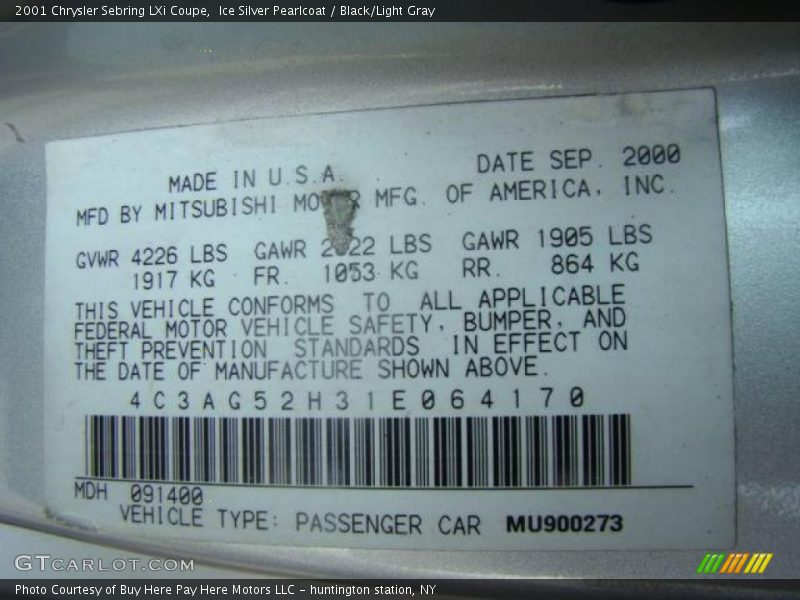 2001 Chrysler Sebring LXi Coupe,  Ice Silver Pearlcoat / Black/Light Gray
MADE IN U.S.A.   DATE SEP. 2000
MFD BY MITSUBISHI MFG. OF AMERICA, INC.
GVWR 4226 LBS  GAWR LBS  GAWR 1905 LBS
1917 KG  FR.  1053 KG  RR.  864 KG
THIS VEHICLE CONFORMS TO ALL APPLICABLE
FEDERAL MOTOR VEHICLE SAFETY, BUMPER, AND
THEFT PREVENTION STANDARDS IN EFFECT ON
THE DATE OF MANUFACTURE SHOWN ABOVE.
4C3AG52H31E064170
MDH 091400
VEHICLE TYPE: PASSENGER CAR MU900273
GTCARLOT.COM
Photo Courtesy of Buy Here Pay Here Motors LLC - huntington station, NY